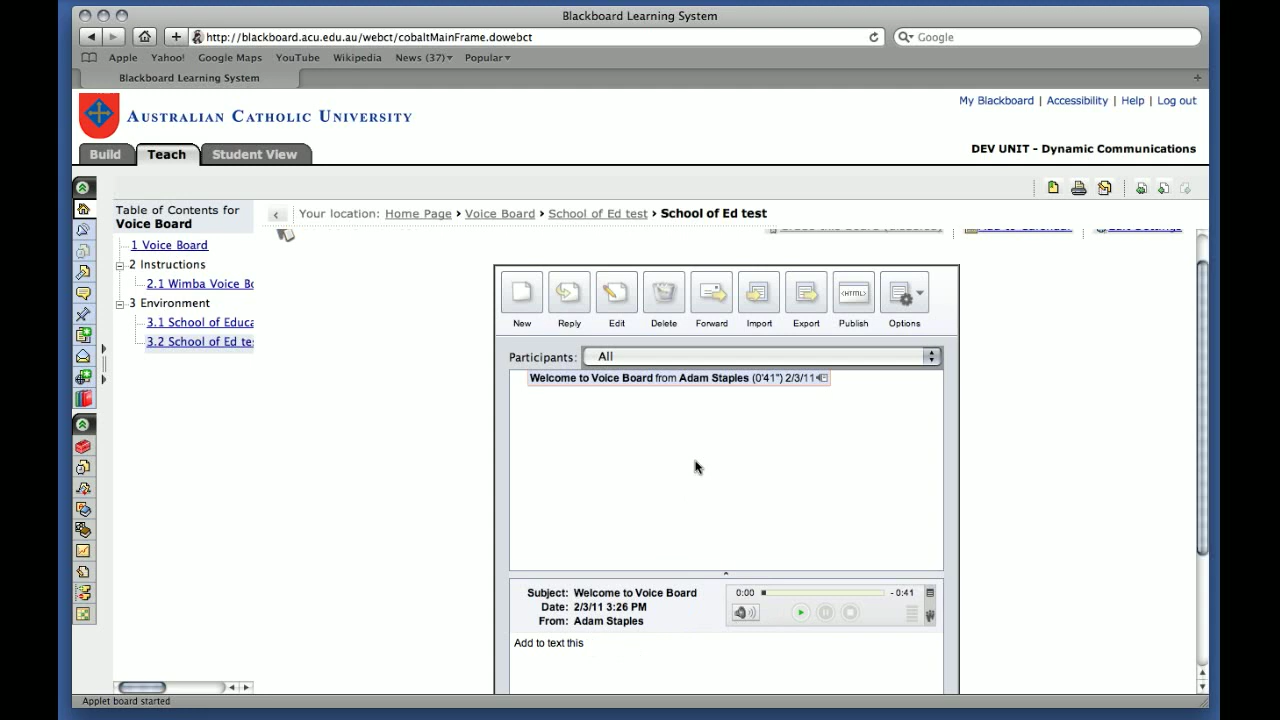 Blackboard Learning System
http://blackboard.acu.edu.au/webct/cobaltMainFrame.dowebct
Google
Apple Yahoo! Google Maps YouTube Wikipedia News (37) Popular
Blackboard Learning System
AUSTRALIAN CATHOLIC UNIVERSITY
My Blackboard | Accessibility | Help | Log out
Build Teach Student View
DEV UNIT - Dynamic Communications
Table of Contents for
Voice Board
Your location: Home Page › Voice Board › School of Ed test › School of Ed test
Add to Calendar
Edit Settings
1 Voice Board
2 Instructions
2.1 Wimba Voice Bo
3 Environment
3.1 School of Educa
3.2 School of Ed te
New Reply Edit Delete Forward Import Export Publish Options
<HTML>
Participants: All
Welcome to Voice Board from Adam Staples (0'41") 2/3/11
Subject: Welcome to Voice Board
Date: 2/3/11 3:26 PM
From: Adam Staples
0:00 - 0:41
Add to text this
Applet board started